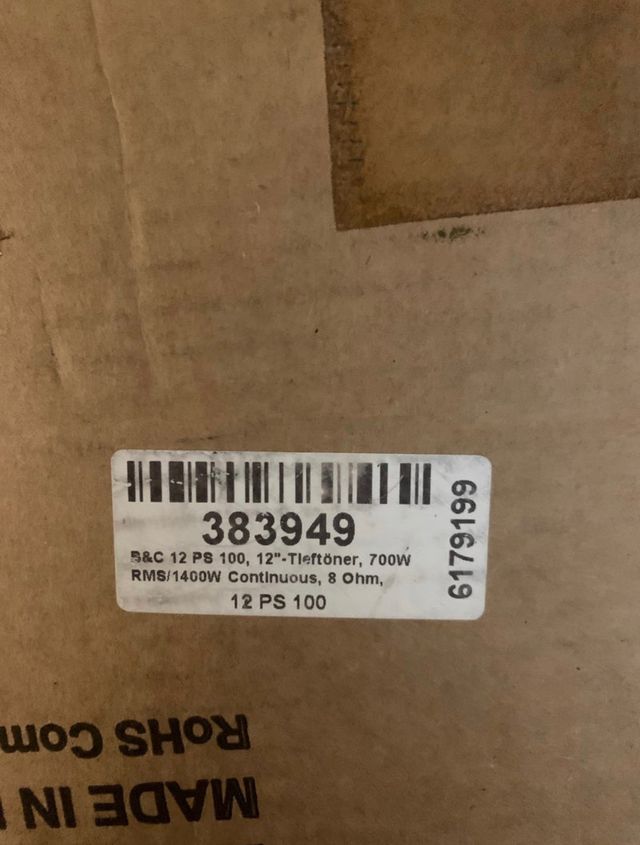 383949
B&C 12 PS 100, 12"-Tieftöner, 700W
RMS/1400W Continuous, 8 Ohm,
12 PS 100
6179199
RoHS Com
MADE IN